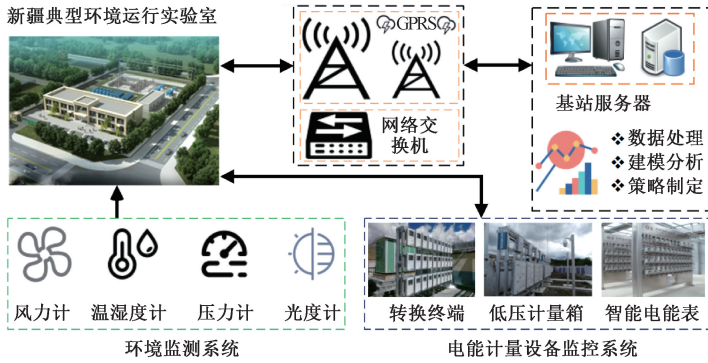 新疆典型环境运行实验室
GPRS
网络交
换机
基站服务器
数据处理
建模分析
策略制定
风力计 温湿度计 压力计 光度计
环境监测系统
转换终端 低压计量箱 智能电能表
电能计量设备监控系统